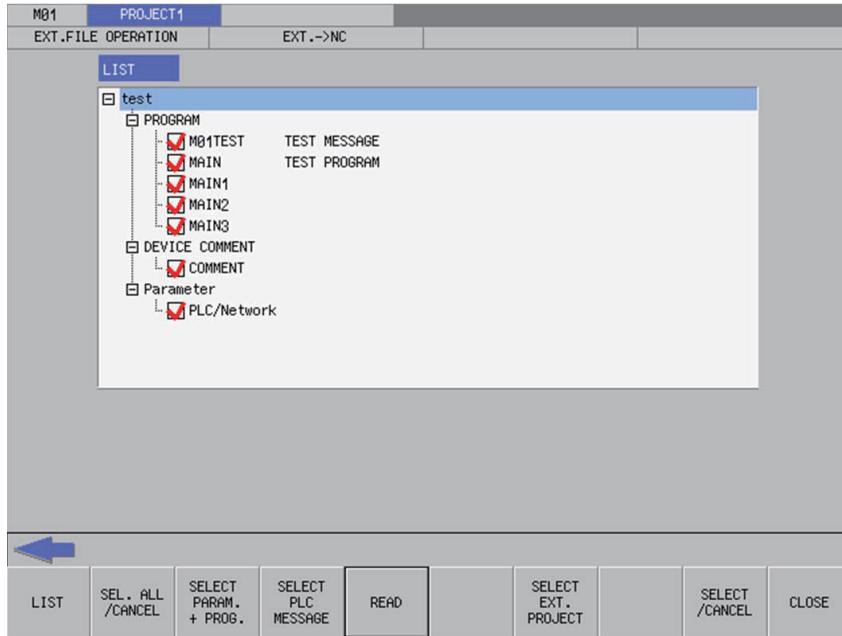 M01 PROJECT1
EXT.FILE OPERATION EXT.->NC
LIST
test
PROGRAM
M01TEST TEST MESSAGE
MAIN TEST PROGRAM
MAIN1
MAIN2
MAIN3
DEVICE COMMENT
COMMENT
Parameter
PLC/Network
LIST
SEL. ALL
/CANCEL
SELECT
PARAM.
+ PROG.
SELECT
PLC
MESSAGE
READ
SELECT
EXT.
PROJECT
SELECT
/CANCEL
CLOSE